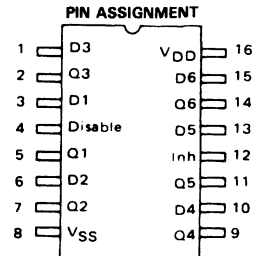 PIN ASSIGNMENT
1 D3 VDD 16
2 Q3 D6 15
3 D1 Q6 14
4 Disable D5 13
5 Q1 Inh 12
6 D2 Q5 11
7 Q2 D4 10
8 VSS Q4 9